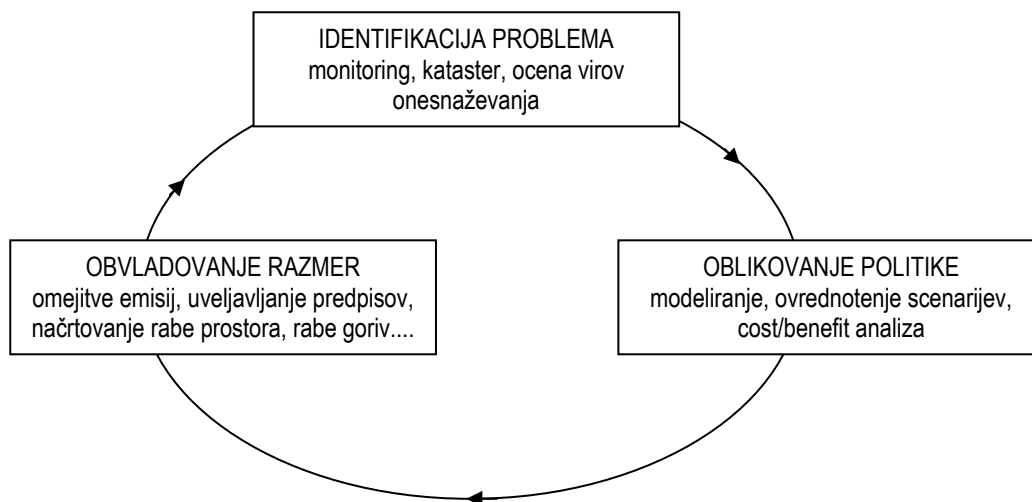 IDENTIFIKACIJA PROBLEMA
monitoring, kataster, ocena virov
onesnaževanja
OBVLADOVANJE RAZMER
omejitve emisij, uveljavljanje predpisov,
načrtovanje rabe prostora, rabe goriv....
OBLIKOVANJE POLITIKE
modeliranje, ovrednotenje scenarijev,
cost/benefit analiza